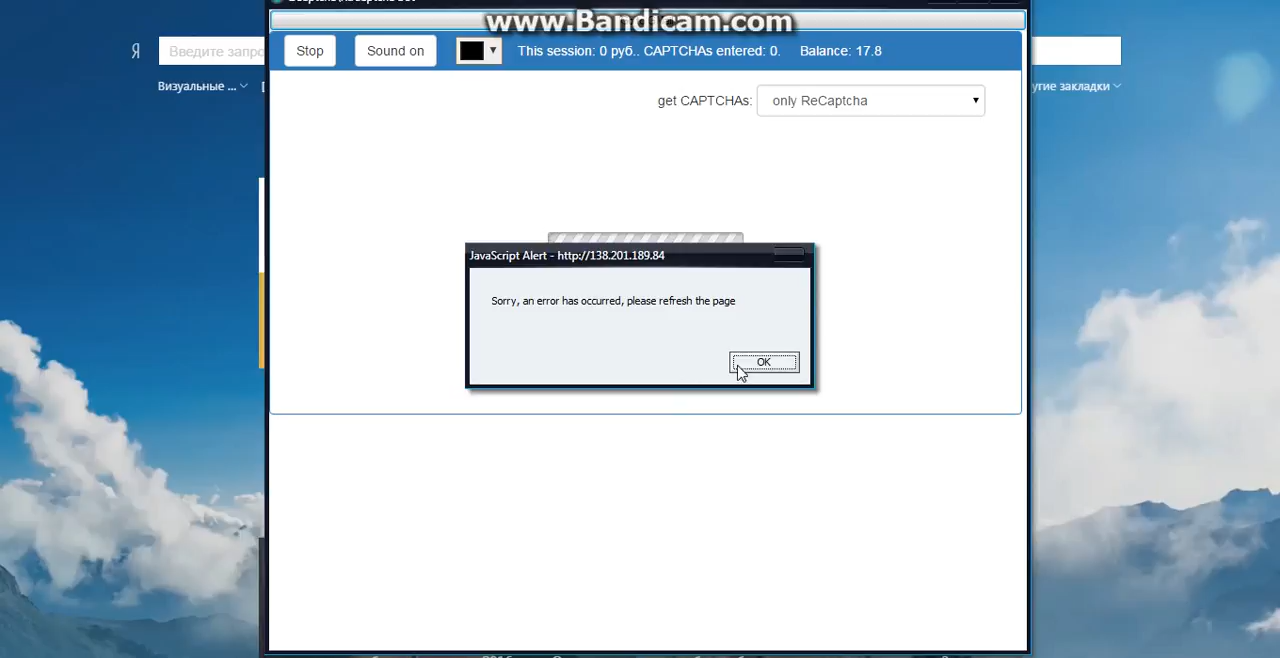 www.Bandicam.com
Я
Введите запро
Stop
Sound on
This session: 0 руб.. CAPTCHAs entered: 0.
Balance: 17.8
Визуальные ...
угие закладки
get CAPTCHAs:
only ReCaptcha
JavaScript Alert - http://138.201.189.84
Sorry, an error has occurred, please refresh the page
OK